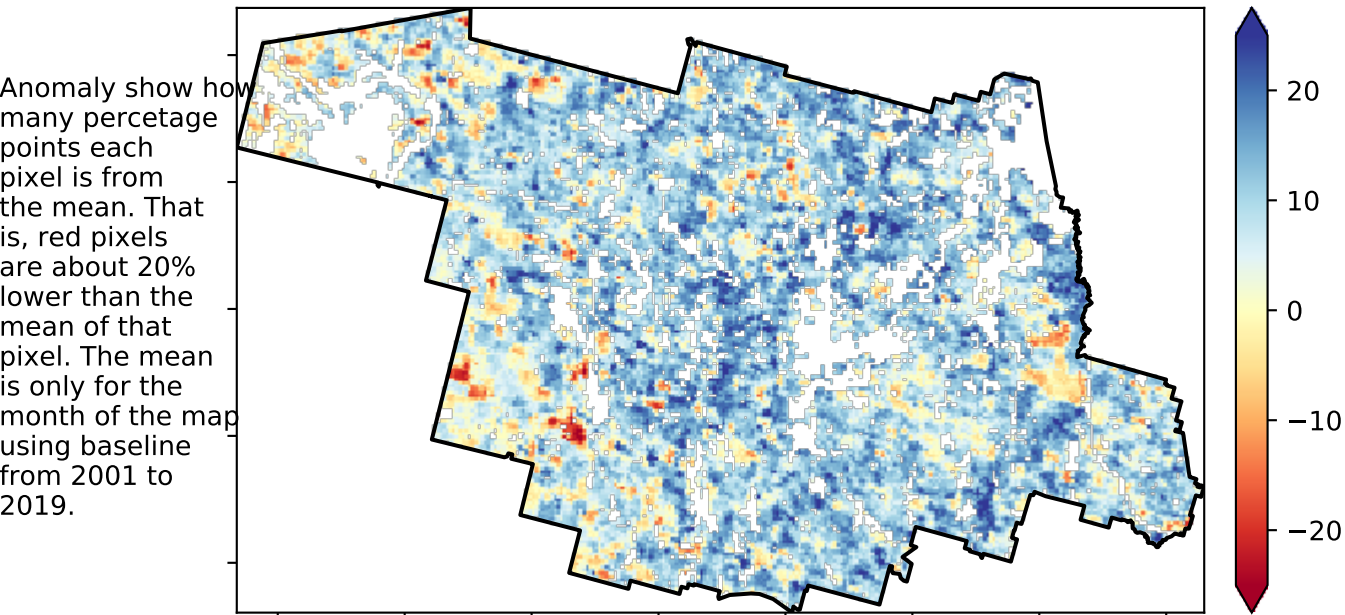 Anomaly show how
many percetage
points each
pixel is from
the mean. That
is, red pixels
are about 20%
lower than the
mean of that
pixel. The mean
is only for the
month of the map
using baseline
from 2001 to
2019.
20
10
0
−10
−20